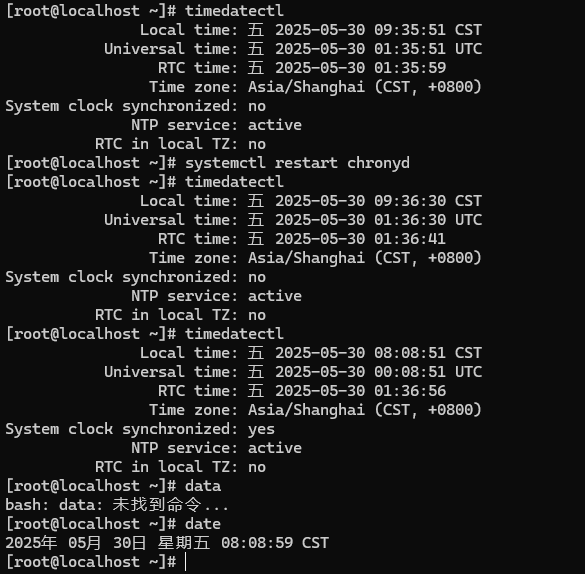 [root@localhost ~]# timedatectl
Local time: 五 2025-05-30 09:35:51 CST
Universal time: 五 2025-05-30 01:35:51 UTC
RTC time: 五 2025-05-30 01:35:59
Time zone: Asia/Shanghai (CST, +0800)
System clock synchronized: no
NTP service: active
RTC in local TZ: no
[root@localhost ~]# systemctl restart chronyd
[root@localhost ~]# timedatectl
Local time: 五 2025-05-30 09:36:30 CST
Universal time: 五 2025-05-30 01:36:30 UTC
RTC time: 五 2025-05-30 01:36:41
Time zone: Asia/Shanghai (CST, +0800)
System clock synchronized: no
NTP service: active
RTC in local TZ: no
[root@localhost ~]# timedatectl
Local time: 五 2025-05-30 08:08:51 CST
Universal time: 五 2025-05-30 00:08:51 UTC
RTC time: 五 2025-05-30 01:36:56
Time zone: Asia/Shanghai (CST, +0800)
System clock synchronized: yes
NTP service: active
RTC in local TZ: no
[root@localhost ~]# data
bash: data: 未找到命令...
[root@localhost ~]# date
2025年 05月 30日 星期五 08:08:59 CST
[root@localhost ~]#